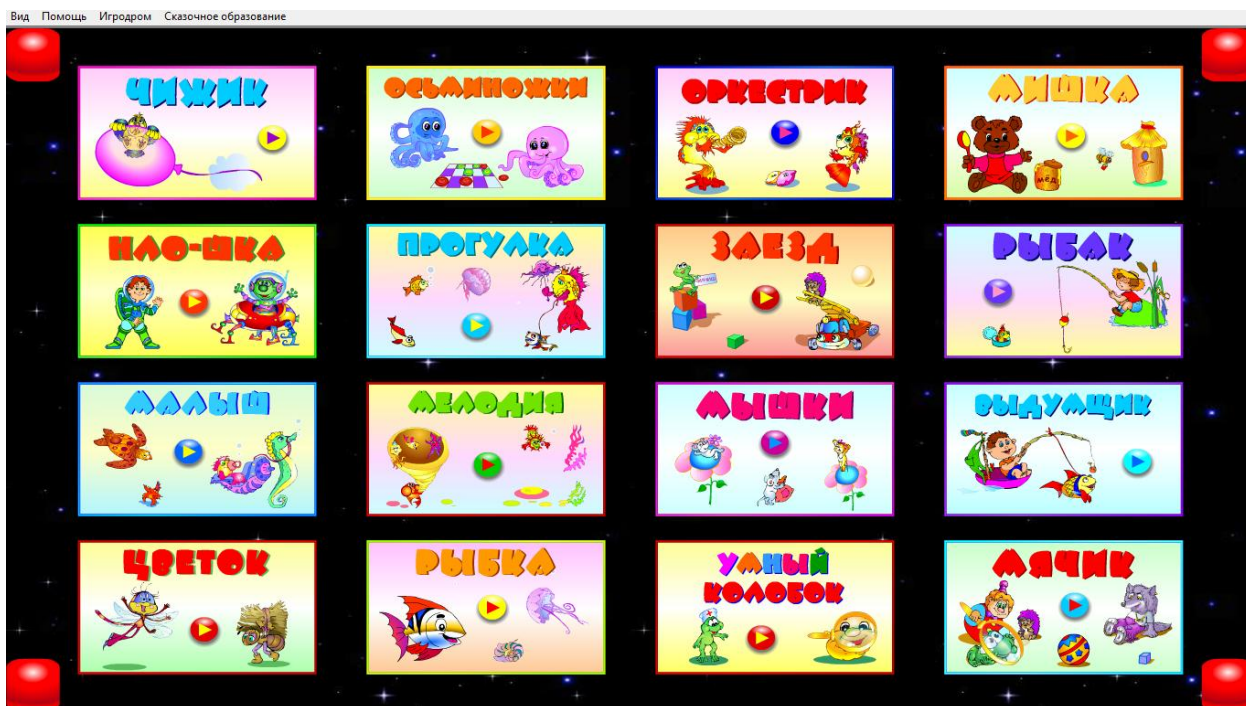 Вид Помощь Игродром Сказочное образование
ЧИЖИК
ОСЬМИНОЖКИ
ОРКЕСТРИК
МИШКА
МЁД
НЛО-ШКА
ПРОГУЛКА
ЗАЕЗД
РЫБАК
МАЛЫШ
МЕЛОДИЯ
МЫШКИ
ВЫДУМЩИК
ЦВЕТОК
РЫБКА
УМНЫЙ
КОЛОБОК
МЯЧИК